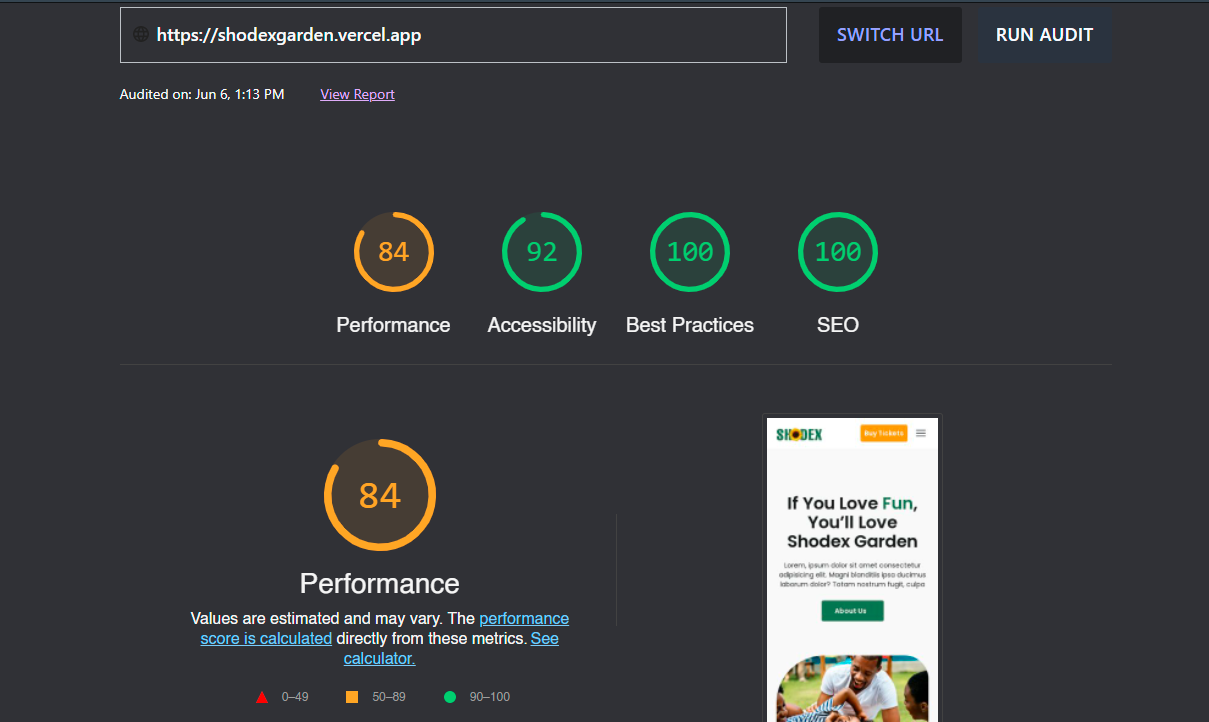 https://shodexgarden.vercel.app
SWITCH URL
RUN AUDIT
Audited on: Jun 6, 1:13 PM
View Report
84
92
100
100
Performance
Accessibility
Best Practices
SEO
84
Performance
Values are estimated and may vary. The performance
score is calculated directly from these metrics. See
calculator.
0–49
50–89
90–100
SHODEX
Buy Tickets
If You Love Fun,
You'll Love
Shodex Garden
Lorem, ipsum dolor sit amet consectetur
adipisicing elit. Magni blanditiis ipsa ducimus
laborum dolor? Totam nostrum fugit, culpa
About Us